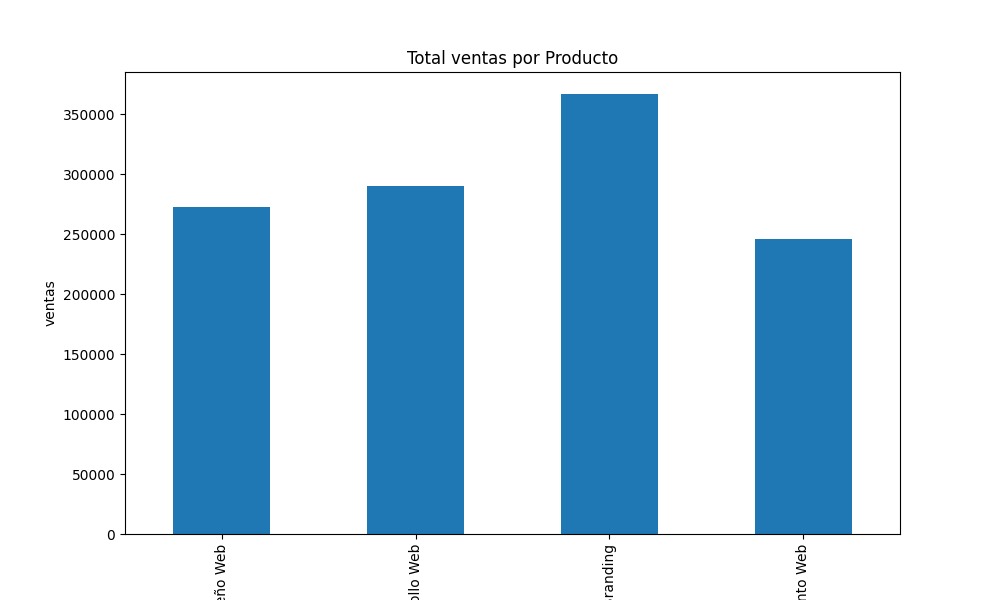 Total ventas por Producto
350000
300000
250000
200000
150000
100000
50000
0
ventas
eño Web
ollo Web
randing
nto Web